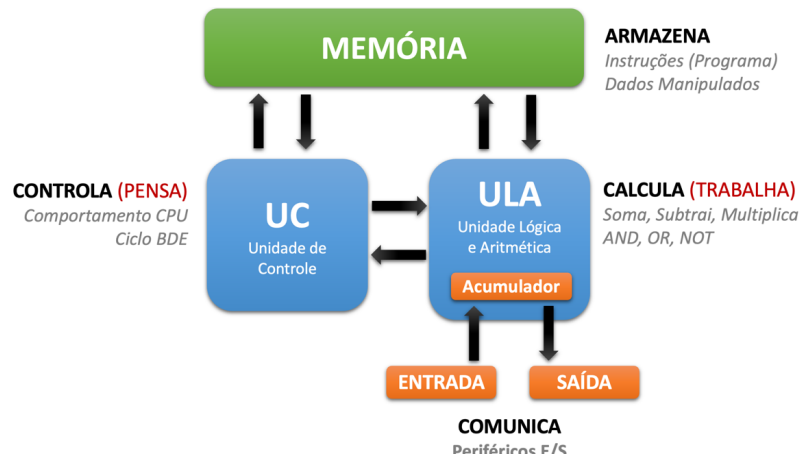 MEMÓRIA
ARMAZENA
Instruções (Programa)
Dados Manipulados
CONTROLA (PENSA)
Comportamento CPU
Ciclo BDE
UC
Unidade de
Controle
ULA
Unidade Lógica
e Aritmética
Acumulador
CALCULA (TRABALHA)
Soma, Subtrai, Multiplica
AND, OR, NOT
ENTRADA
SAÍDA
COMUNICA
Periféricos E/S